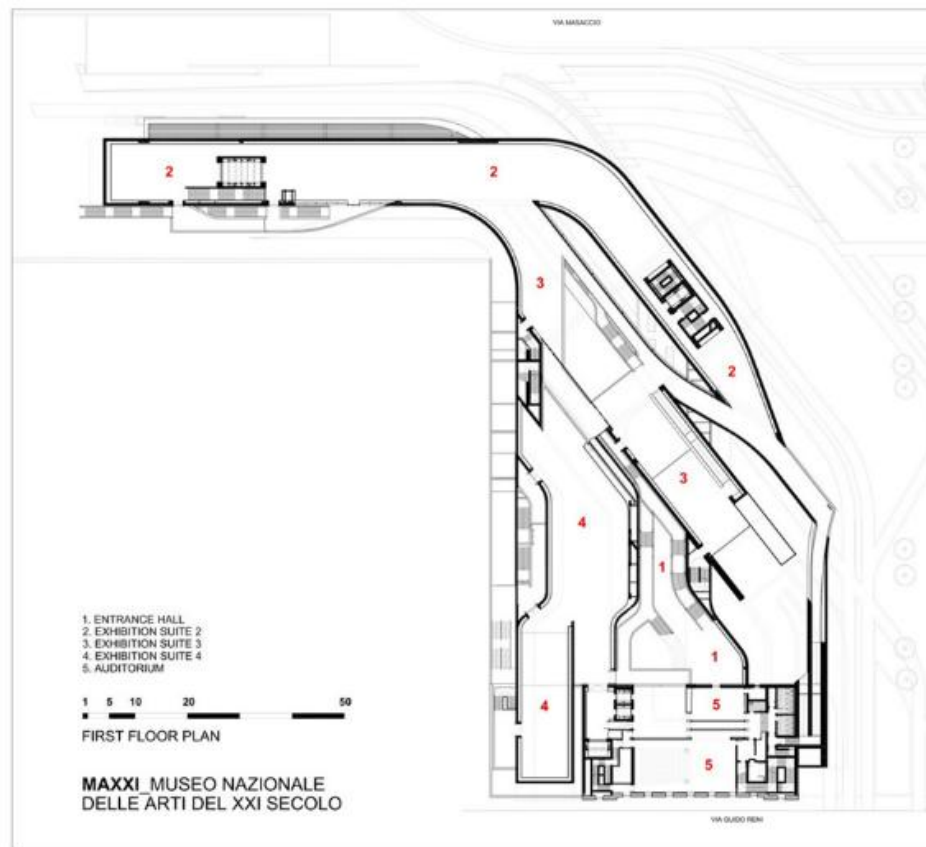 VIA MASACCIO
2
2
3
2
3
4
1
1
4
5
5
1. ENTRANCE HALL
2. EXHIBITION SUITE 2
3. EXHIBITION SUITE 3
4. EXHIBITION SUITE 4
5. AUDITORIUM
1 5 10 20 50
FIRST FLOOR PLAN
MAXXI_MUSEO NAZIONALE
DELLE ARTI DEL XXI SECOLO
VIA GUIDO RENI